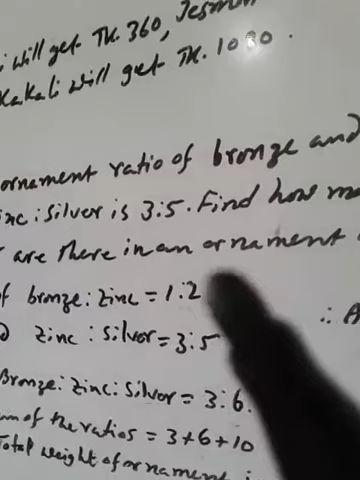 will get TK. 360, Jesmin
Kakali will get TK. 1080.
ornament ratio of bronze and
inc : silver is 3:5. Find how
are there in an ornament
of bronze : zinc = 1:2
zinc : silver = 3:5
Bronze : zinc : silver = 3:6:
of the ratios = 3+6+10
Total weight of ornament